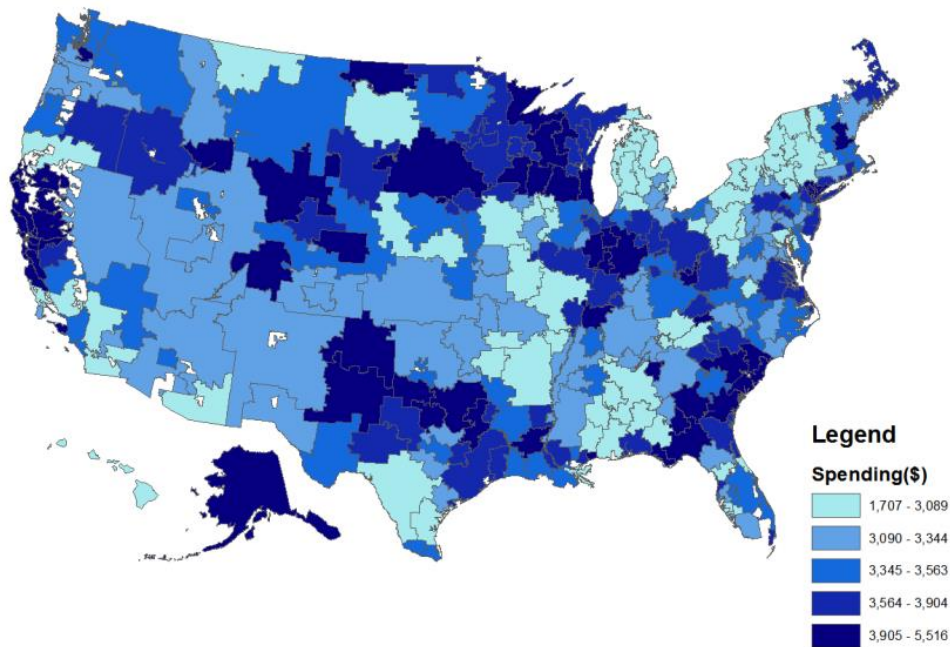 Legend
Spending($)
1,707 - 3,089
3,090 - 3,344
3,345 - 3,563
3,564 - 3,904
3,905 - 5,516